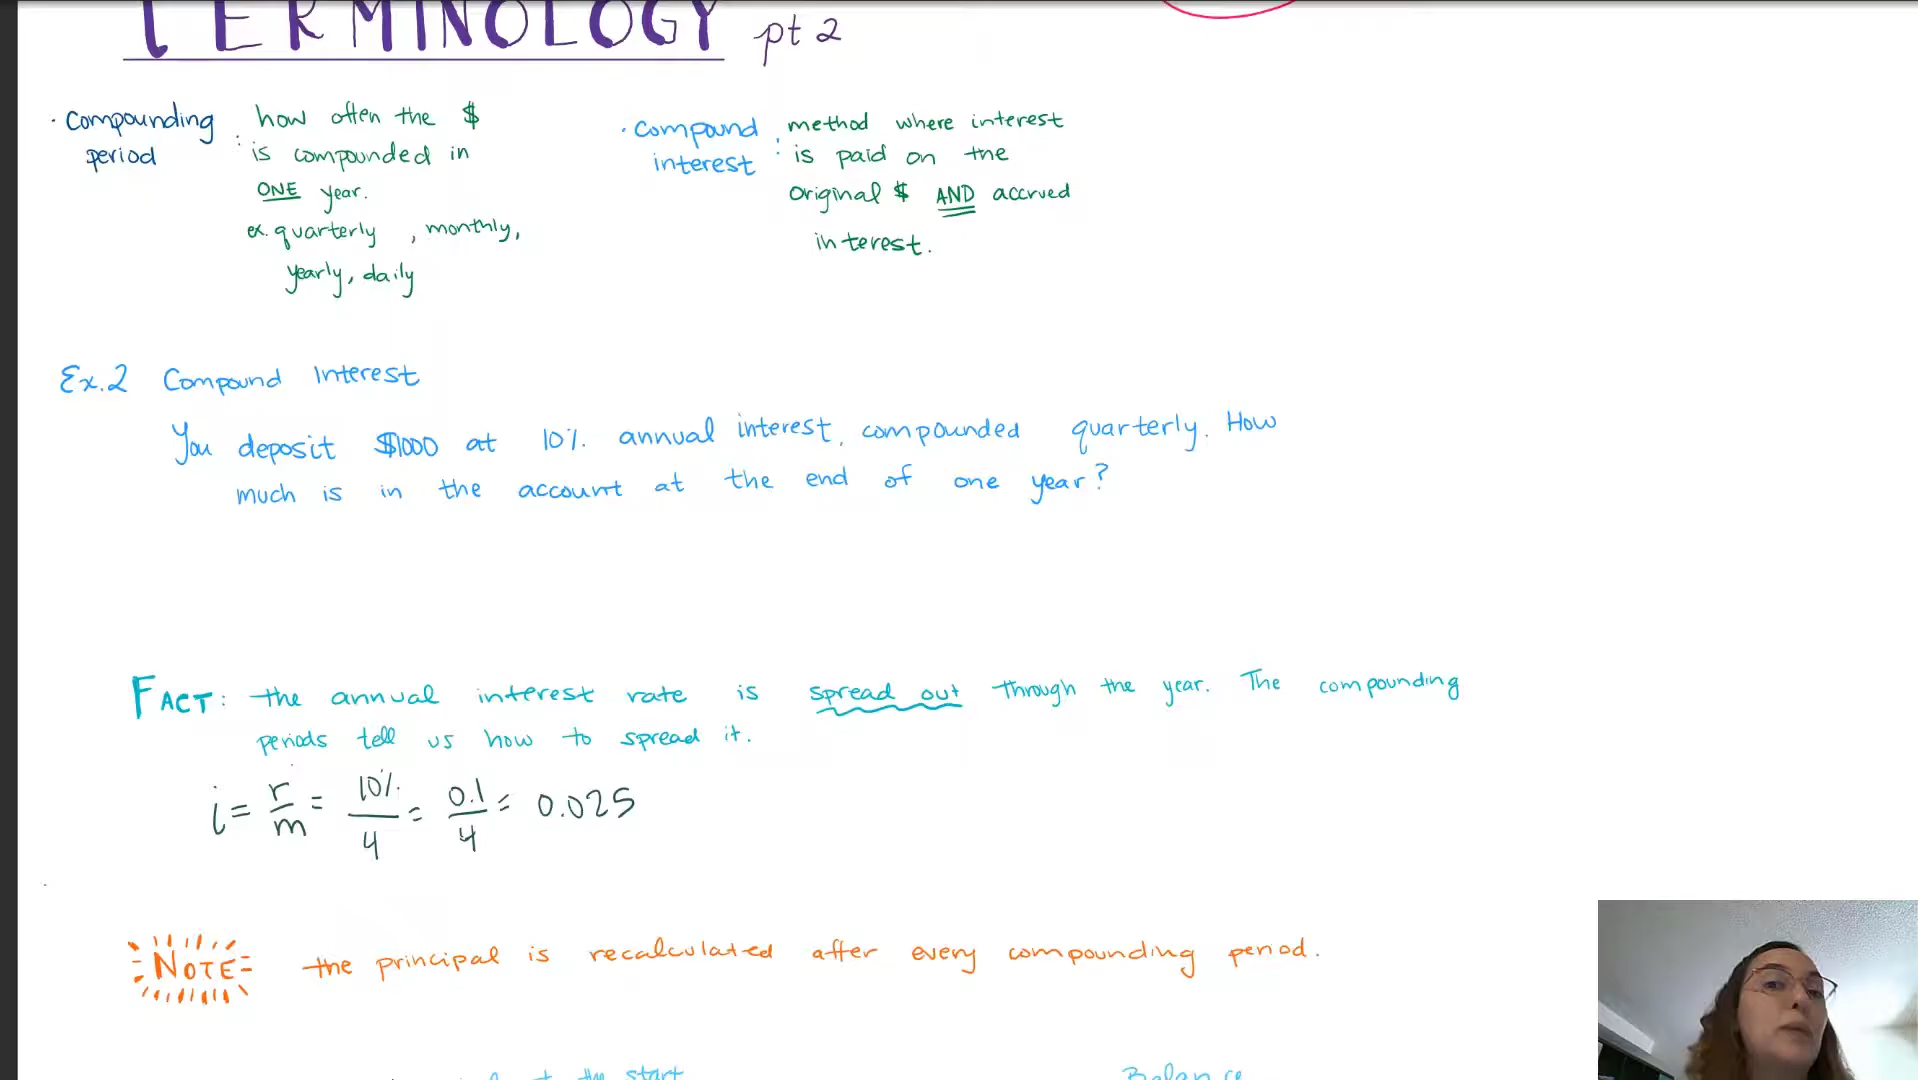 TERMINOLOGY pt 2
· Compounding period : how often the $
is compounded in
ONE year.
ex. quarterly, monthly,
yearly, daily
· Compound interest : method where interest
is paid on the
original $ AND accrued
interest.
Ex.2 Compound Interest
You deposit $1000 at 10% annual interest, compounded quarterly. How
much is in the account at the end of one year?
FACT: the annual interest rate is spread out through the year. The compounding
periods tell us how to spread it.
i = r/m = 10%/4 = 0.1/4 = 0.025
NOTE the principal is recalculated after every compounding period.
the start
Balance